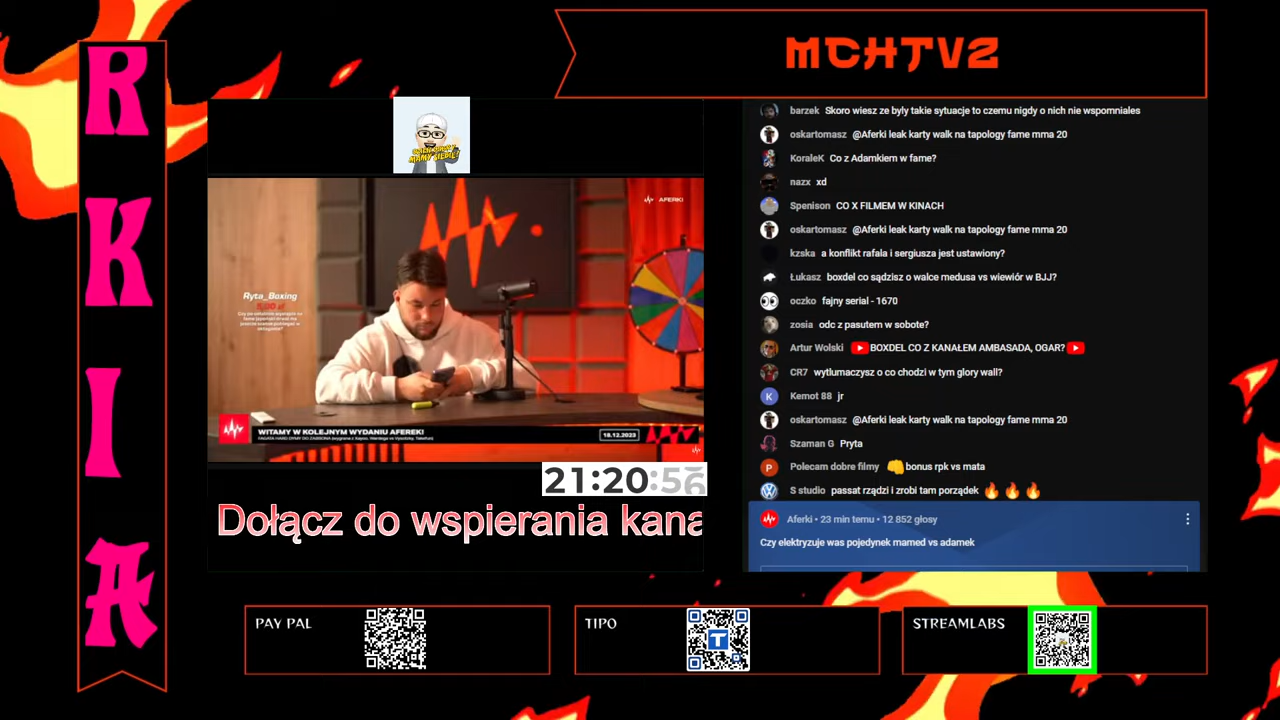 MCHTV2
RKIA
MAMY CIEBIE!
AFERKI
Ryta_Boxing
5,00 zł
WITAMY W KOLEJNYM WYDANIU AFEREK!
18.12.2023
21:20:56
Dołącz do wspierania kana
barzek Skoro wiesz ze byly takie sytuacje to czemu nigdy o nich nie wspomniales
oskartomasz @Aferki leak karty walk na tapology fame mma 20
KoraleK Co z Adamkiem w fame?
nazx xd
Spenison CO X FILMEM W KINACH
oskartomasz @Aferki leak karty walk na tapology fame mma 20
kzska a konflikt rafala i sergiusza jest ustawiony?
Łukasz boxdel co sądzisz o walce medusa vs wiewiór w BJJ?
oczko fajny serial - 1670
zosia odc z pasutem w sobote?
Artur Wolski BOXDEL CO Z KANAŁEM AMBASADA, OGAR?
CR7 wytlumaczysz o co chodzi w tym glory wall?
K Kemot 88 jr
oskartomasz @Aferki leak karty walk na tapology fame mma 20
Szaman G Pryta
P Polecam dobre filmy 👊 bonus rpk vs mata
S studio passat rządzi i zrobi tam porządek 🔥 🔥 🔥
Aferki • 23 min temu • 12 852 głosy
Czy elektryzuje was pojedynek mamed vs adamek
PAY PAL
TIPO
T
STREAMLABS